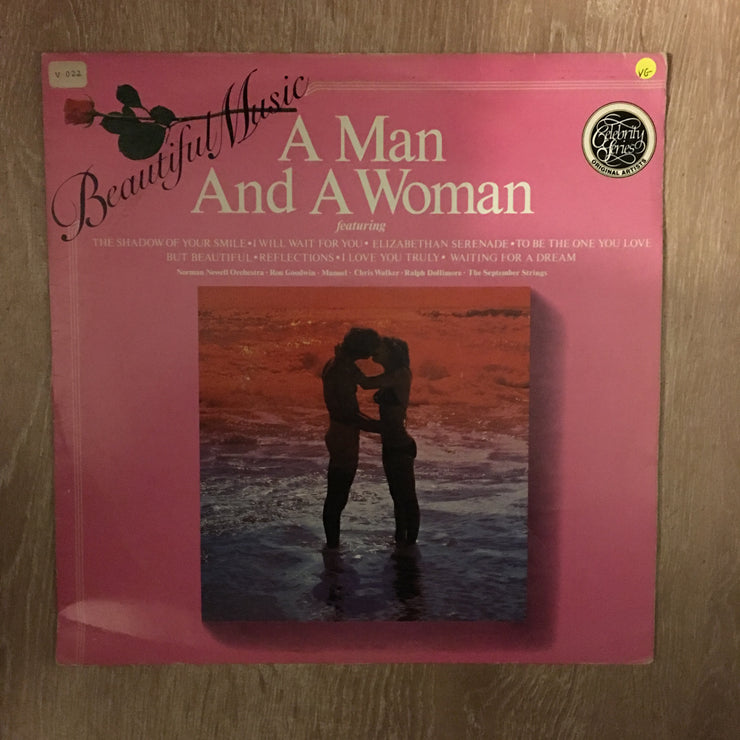 V 022
VG-
Beautiful Music
Celebrity
Series
ORIGINAL ARTISTS
A Man
And A Woman
featuring
THE SHADOW OF YOUR SMILE • I WILL WAIT FOR YOU • ELIZABETHAN SERENADE • TO BE THE ONE YOU LOVE
BUT BEAUTIFUL • REFLECTIONS • I LOVE YOU TRULY • WAITING FOR A DREAM
Norman Newell Orchestra · Ron Goodwin · Manuel · Chris Walker · Ralph Dollimore · The September Strings